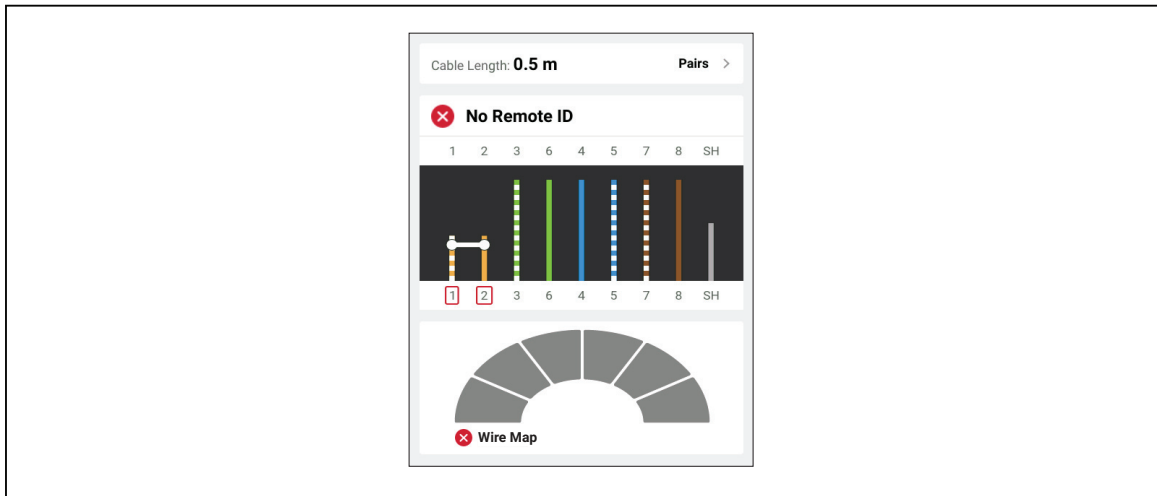 Cable Length: 0.5 m Pairs >
No Remote ID
1 2 3 6 4 5 7 8 SH
1 2 3 6 4 5 7 8 SH
Wire Map